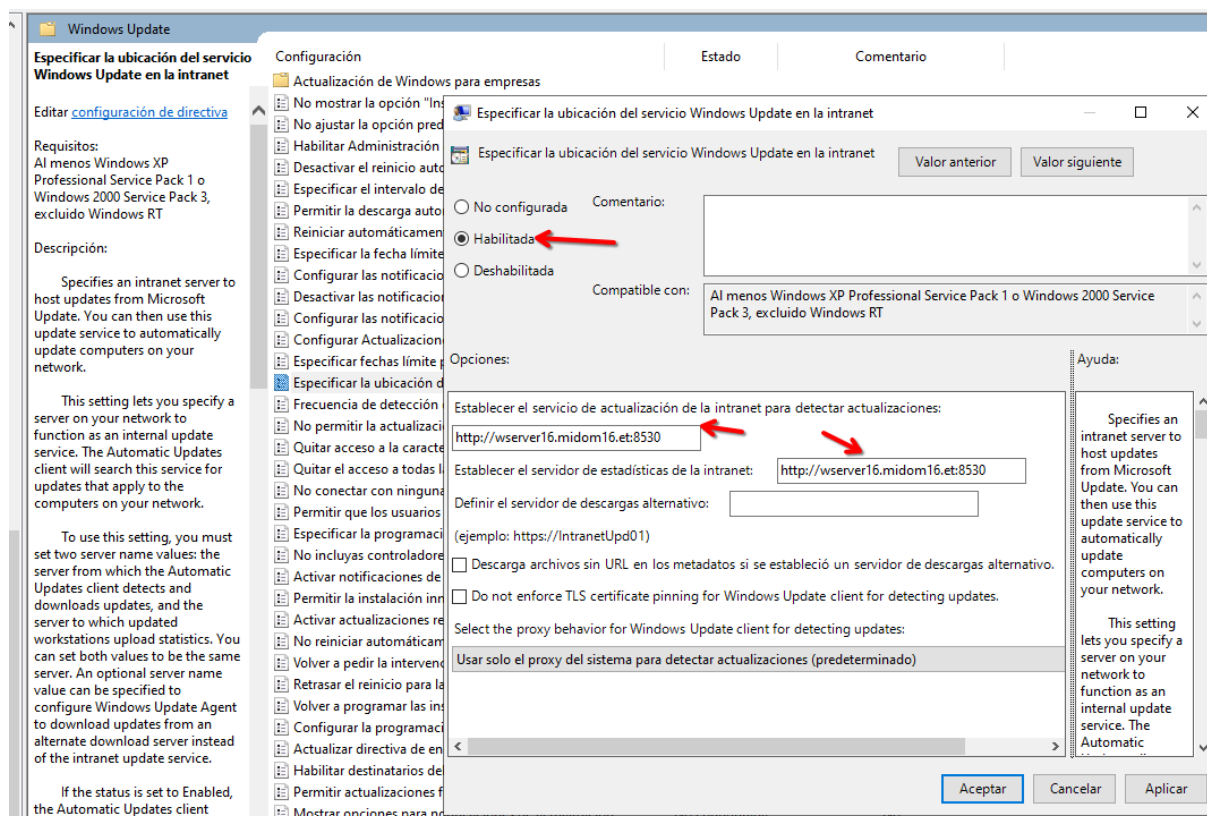 Windows Update
Especificar la ubicación del servicio
Windows Update en la intranet
Editar configuración de directiva
Requisitos:
Al menos Windows XP
Professional Service Pack 1 o
Windows 2000 Service Pack 3,
excluido Windows RT
Descripción:
Specifies an intranet server to
host updates from Microsoft
Update. You can then use this
update service to automatically
update computers on your
network.
This setting lets you specify a
server on your network to
function as an internal update
service. The Automatic Updates
client will search this service for
updates that apply to the
computers on your network.
To use this setting, you must
set two server name values: the
server from which the Automatic
Updates client detects and
downloads updates, and the
server to which updated
workstations upload statistics. You
can set both values to be the same
server. An optional server name
value can be specified to
configure Windows Update Agent
to download updates from an
alternate download server instead
of the intranet update service.
If the status is set to Enabled,
the Automatic Updates client
Configuración Estado Comentario
Actualización de Windows para empresas
No mostrar la opción "Ins
No ajustar la opción pred
Habilitar Administración
Desactivar el reinicio auto
Especificar el intervalo de
Permitir la descarga autor
Reiniciar automáticamen
Especificar la fecha límite
Configurar las notificacio
Desactivar las notificacion
Configurar las notificacio
Configurar Actualizacion
Especificar fechas límite p
Especificar la ubicación d
Frecuencia de detección
No permitir la actualizaci
Quitar acceso a la caracte
Quitar el acceso a todas l
No conectar con ninguna
Permitir que los usuarios
Especificar la programaci
No incluyas controladore
Activar notificaciones de
Permitir la instalación inn
Activar actualizaciones re
No reiniciar automáticam
Volver a pedir la intervenc
Retrasar el reinicio para la
Volver a programar las ins
Configurar la programaci
Actualizar directiva de en
Habilitar destinatarios del
Permitir actualizaciones f
Mostrar opciones para no
Especificar la ubicación del servicio Windows Update en la intranet
Especificar la ubicación del servicio Windows Update en la intranet
Valor anterior Valor siguiente
No configurada
Habilitada
Deshabilitada
Comentario:
Compatible con:
Al menos Windows XP Professional Service Pack 1 o Windows 2000 Service
Pack 3, excluido Windows RT
Opciones:
Establecer el servicio de actualización de la intranet para detectar actualizaciones:
http://wserver16.midom16.et:8530
Establecer el servidor de estadísticas de la intranet: http://wserver16.midom16.et:8530
Definir el servidor de descargas alternativo:
(ejemplo: https://IntranetUpd01)
Descarga archivos sin URL en los metadatos si se estableció un servidor de descargas alternativo.
Do not enforce TLS certificate pinning for Windows Update client for detecting updates.
Select the proxy behavior for Windows Update client for detecting updates:
Usar solo el proxy del sistema para detectar actualizaciones (predeterminado)
Ayuda:
Specifies an
intranet server to
host updates
from Microsoft
Update. You can
then use this
update service to
automatically
update
computers on
your network.
This setting
lets you specify a
server on your
network to
function as an
internal update
service. The
Automatic
Aceptar Cancelar Aplicar